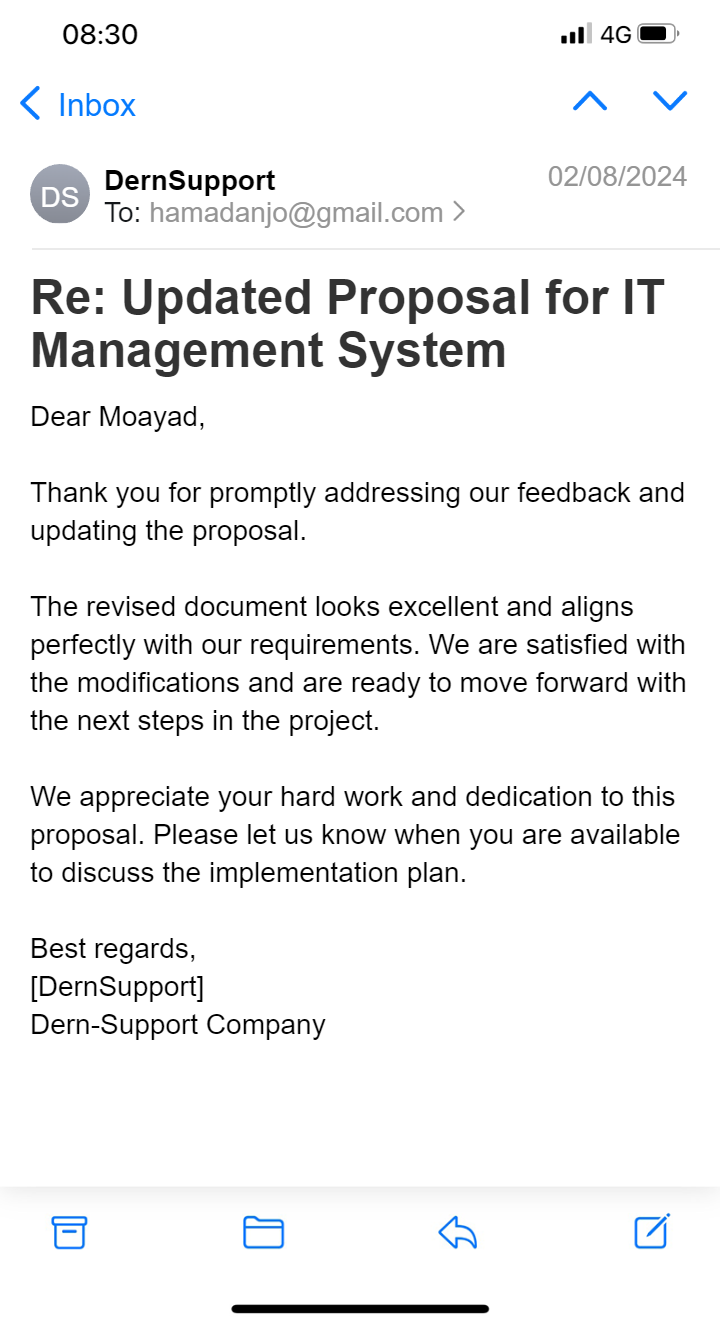 08:30
4G
Inbox
DS
DernSupport
02/08/2024
To: hamadanjo@gmail.com
Re: Updated Proposal for IT
Management System
Dear Moayad,
Thank you for promptly addressing our feedback and
updating the proposal.
The revised document looks excellent and aligns
perfectly with our requirements. We are satisfied with
the modifications and are ready to move forward with
the next steps in the project.
We appreciate your hard work and dedication to this
proposal. Please let us know when you are available
to discuss the implementation plan.
Best regards,
[DernSupport]
Dern-Support Company